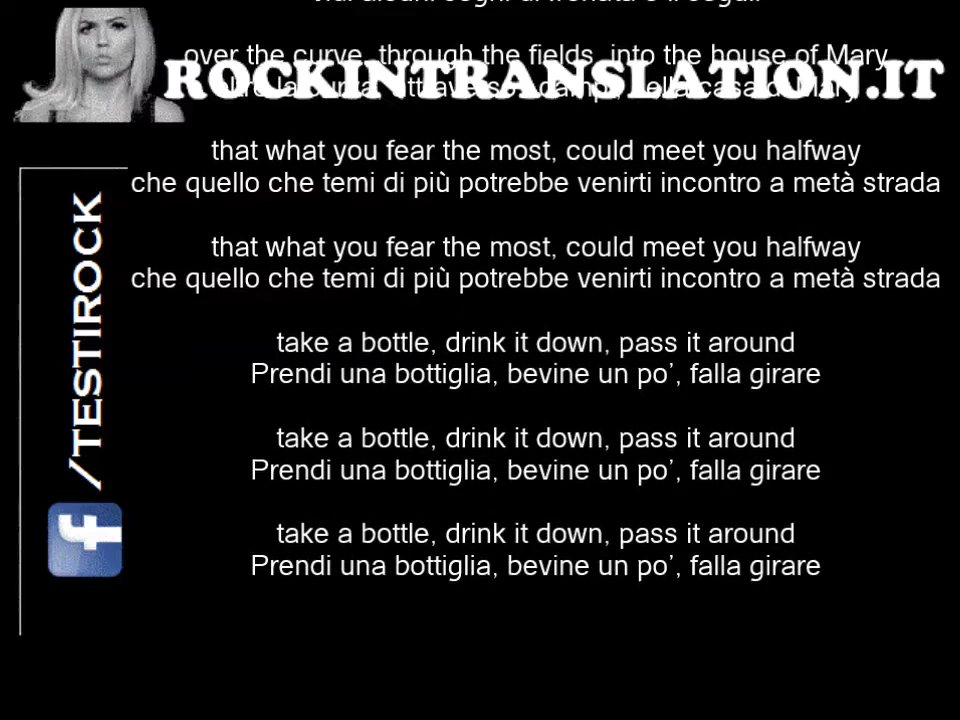 over the curve, through the fields, into the house of Mary
ROCKINTRANSLATION.IT
that what you fear the most, could meet you halfway
che quello che temi di più potrebbe venirti incontro a metà strada
that what you fear the most, could meet you halfway
che quello che temi di più potrebbe venirti incontro a metà strada
take a bottle, drink it down, pass it around
Prendi una bottiglia, bevine un po’, falla girare
take a bottle, drink it down, pass it around
Prendi una bottiglia, bevine un po’, falla girare
take a bottle, drink it down, pass it around
Prendi una bottiglia, bevine un po’, falla girare
f /TESTIROCK